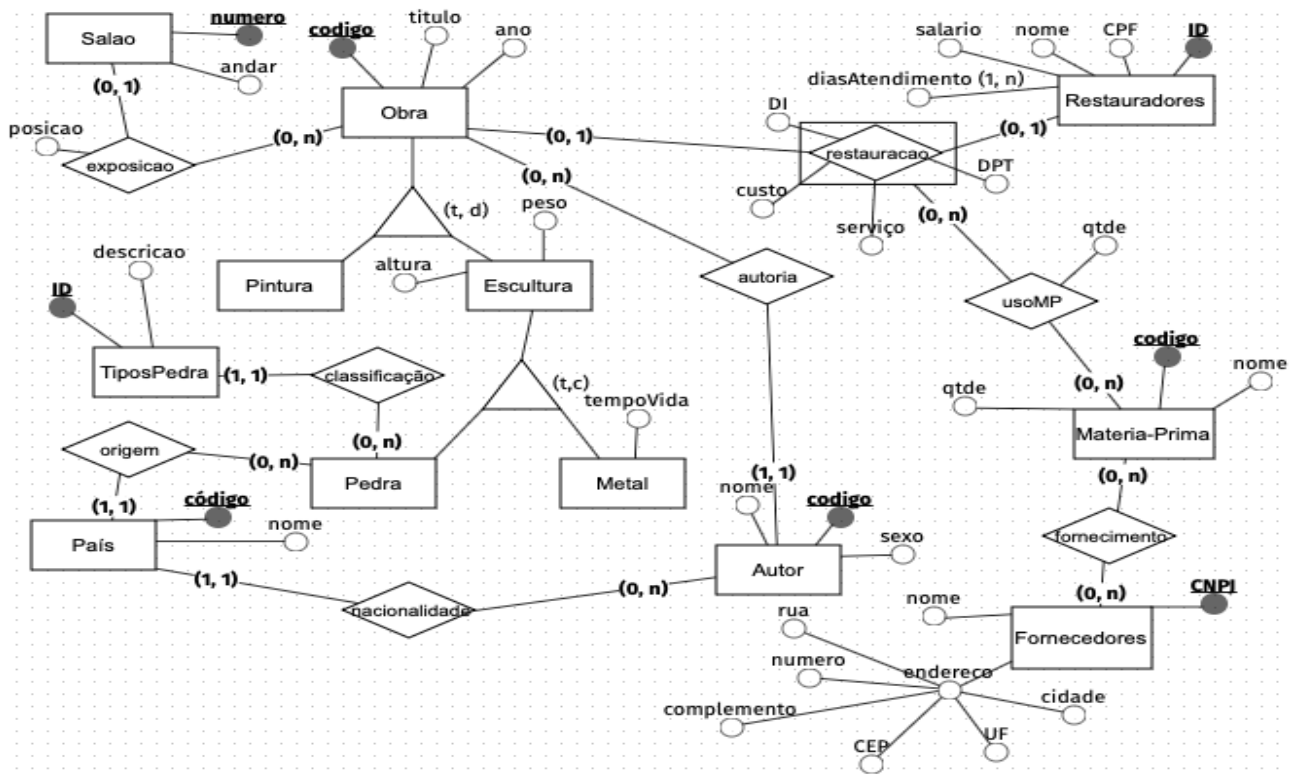 numero
Salao
andar
(0, 1)
posicao
exposicao
(0, n)
codigo
titulo
ano
Obra
(0, 1)
(0, n)
salario
nome
CPF
ID
diasAtendimento (1, n)
Restauradores
(0, 1)
DI
restauracao
DPT
custo
serviço
(0, n)
qtde
usoMP
(0, n)
(t, d)
peso
altura
Pintura
Escultura
autoria
descricao
ID
TiposPedra
(1, 1)
classificação
(0, n)
(t,c)
tempoVida
origem
(0, n)
Pedra
Metal
(1, 1)
código
nome
País
(1, 1)
nacionalidade
(0, n)
(1, 1)
nome
codigo
sexo
Autor
codigo
nome
qtde
Materia-Prima
(0, n)
fornecimento
(0, n)
CNPJ
nome
Fornecedores
rua
numero
endereco
complemento
cidade
CEP
UF